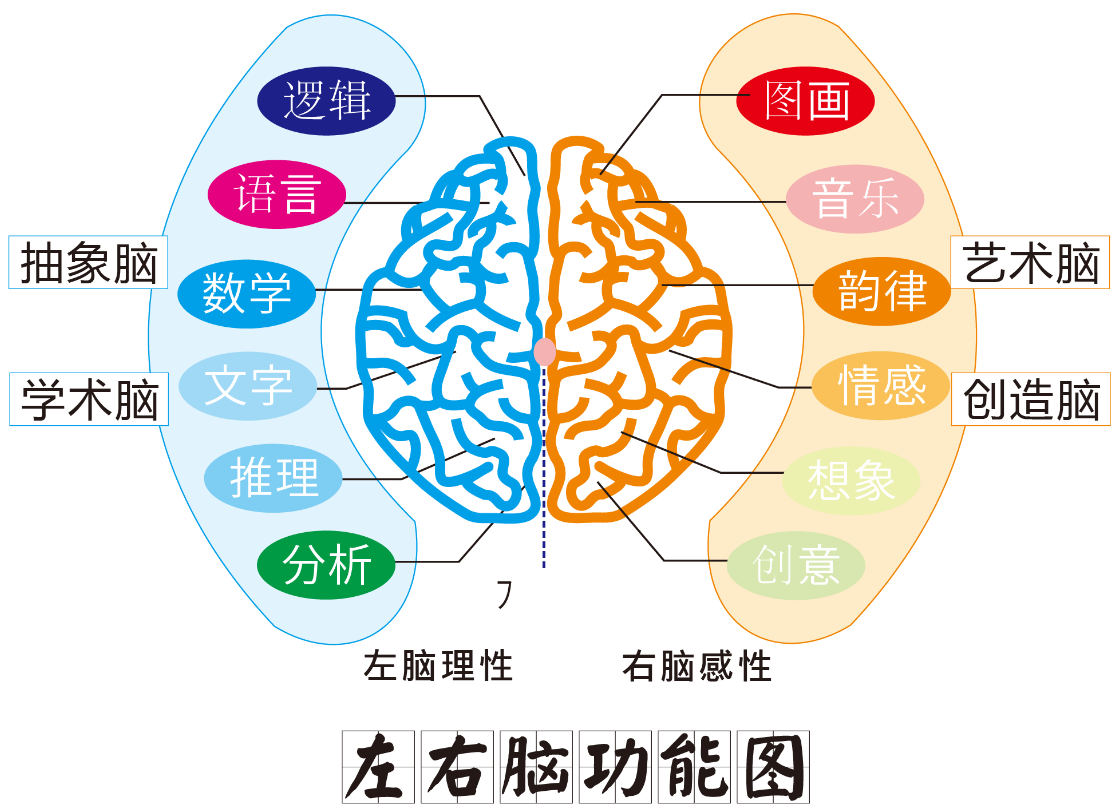 逻辑
语言
数学
文字
推理
分析
抽象脑
学术脑
图画
音乐
韵律
情感
想象
创意
艺术脑
创造脑
左脑理性
右脑感性
左右脑功能图